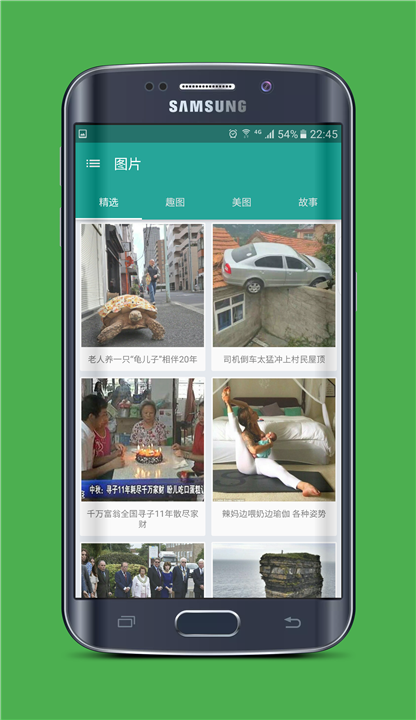 SAMSUNG
4G 54% 22:45
图片
精选 趣图 美图 故事
老人养一只"龟儿子"相伴20年
司机倒车太猛冲上村民屋顶
中秋：寻子11年耗尽千万家财 盼儿吃口蛋糕
千万富翁全国寻子11年散尽家
财
辣妈边喂奶边瑜伽 各种姿势